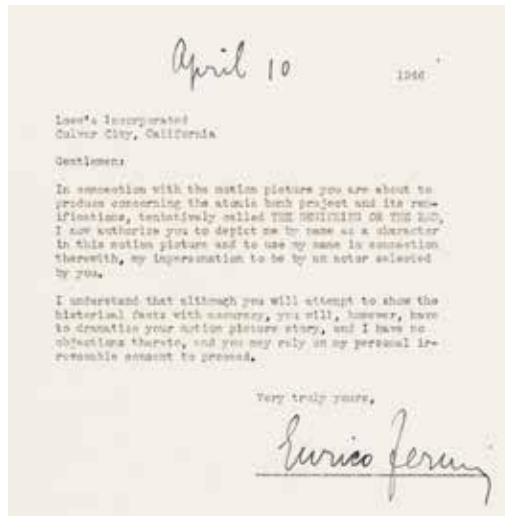 April 10 1946
Loew's Incorporated
Culver City, California
Gentlemen:
In connection with the motion picture you are about to
produce concerning the atomic bomb project and its ram-
ifications, tentatively called THE BEGINNING OR THE END,
I now authorize you to depict me by name as a character
in this motion picture and to use my name in connection
therewith, my impersonation to be by an actor selected
by you.
I understand that although you will attempt to show the
historical facts with accuracy, you will, however, have
to dramatize your motion picture story, and I have no
objections thereto, and you may rely on my personal ir-
revocable consent to proceed.
Very truly yours,
Enrico Fermi